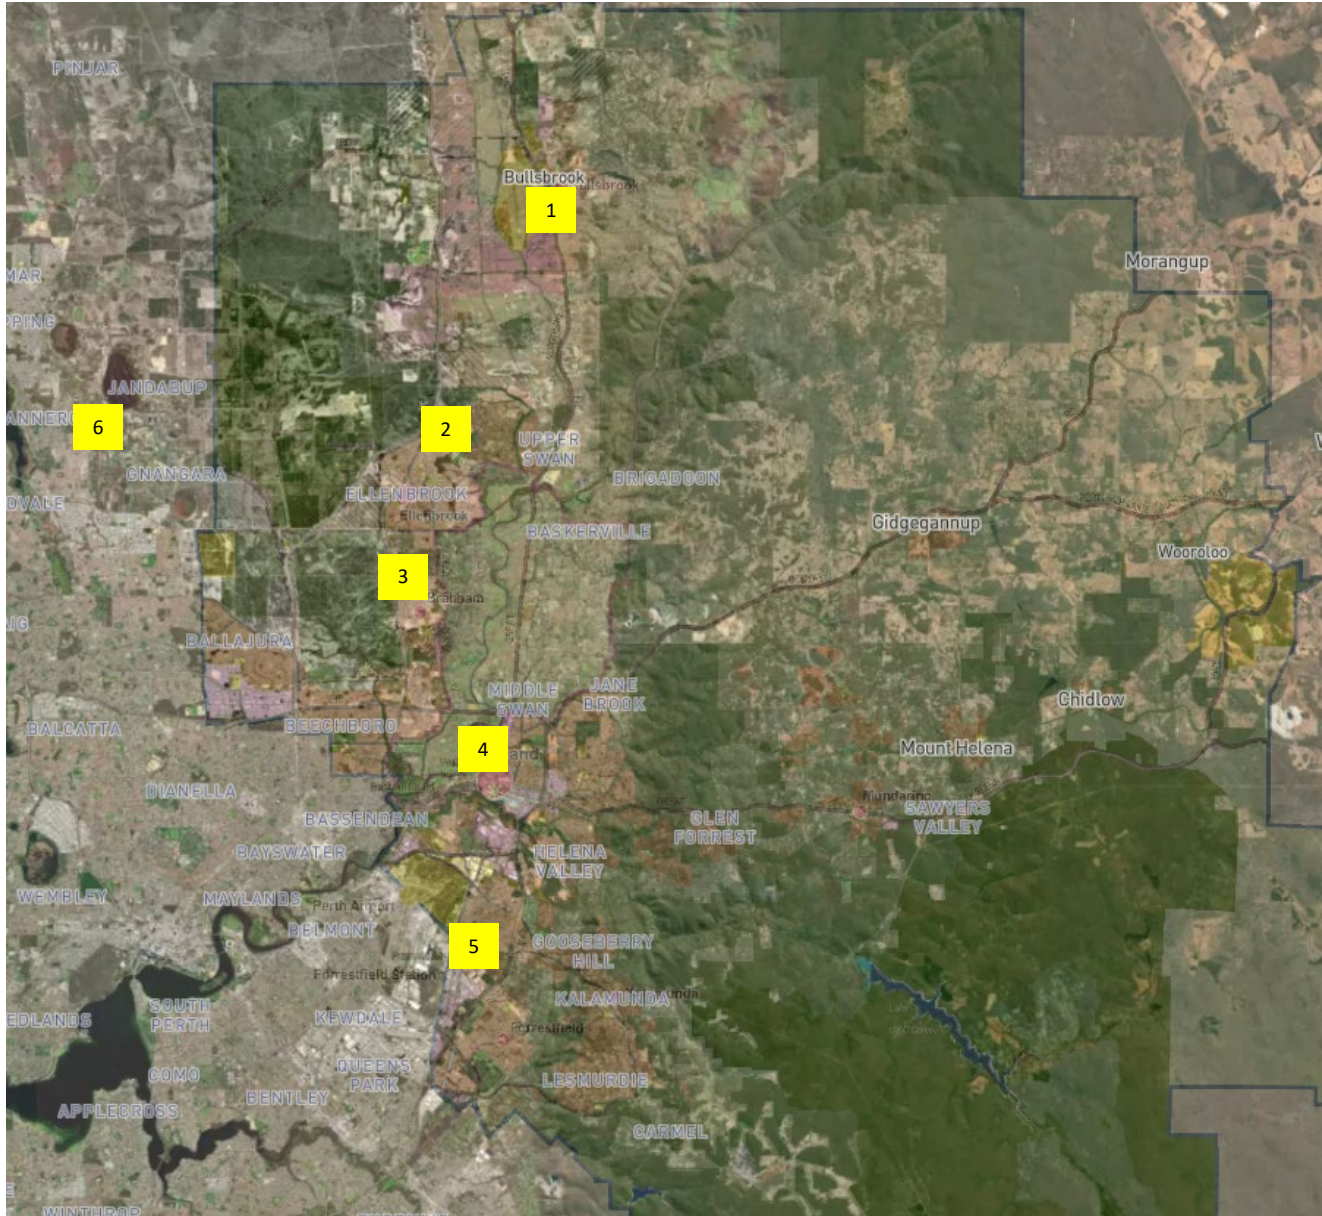 PINJAR
Bullsbrook
1
Morangup
JANDABUP
6
2
UPPER
SWAN
GNANGARA
BRIGADOON
ELLENBROOK
Ellenbrook
Gidgegannup
BASKERVILLE
Wooroloo
3
Brabham
BALLAJURA
MIDDLE
SWAN
JANE
BROOK
Chidlow
BEECHBORO
BALCATTA
4
Mount Helena
DIANELLA
Mundaring
SAWYERS
VALLEY
BASSENDEAN
GLEN
FORREST
BAYSWATER
HELENA
VALLEY
WEMBLEY
MAYLANDS
Perth Airport
BELMONT
5
GOOSEBERRY
HILL
Forrestfield Station
KALAMUNDA
SOUTH
PERTH
KEWDALE
Forrestfield
QUEENS
PARK
COMO
LESMURDIE
BENTLEY
APPLECROSS
CARMEL